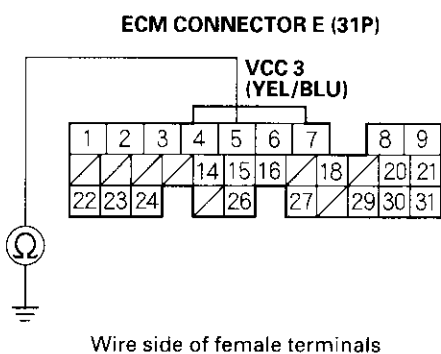 ECM CONNECTOR E (31P)
VCC 3
(YEL/BLU)
1 2 3 4 5 6 7 8 9
14 15 16 18 20 21
22 23 24 26 27 29 30 31
Ω
Wire side of female terminals